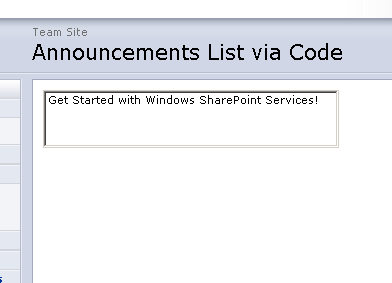 Team Site
Announcements List via Code
Get Started with Windows SharePoint Services!